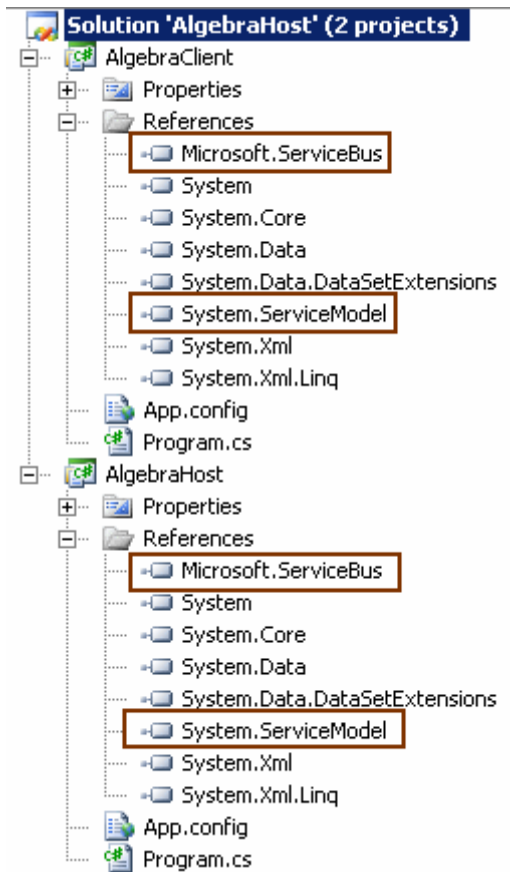 Solution 'AlgebraHost' (2 projects)
AlgebraClient
Properties
References
Microsoft.ServiceBus
System
System.Core
System.Data
System.Data.DataSetExtensions
System.ServiceModel
System.Xml
System.Xml.Linq
App.config
Program.cs
AlgebraHost
Properties
References
Microsoft.ServiceBus
System
System.Core
System.Data
System.Data.DataSetExtensions
System.ServiceModel
System.Xml
System.Xml.Linq
App.config
Program.cs